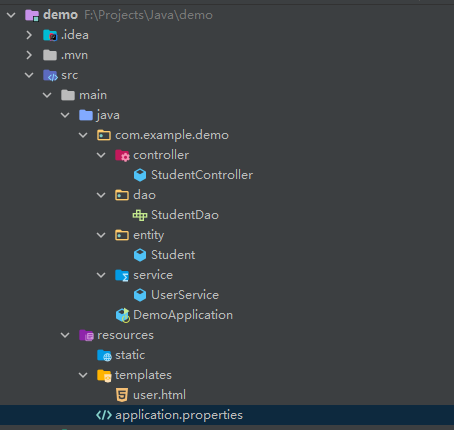 demo F:\Projects\Java\demo
.idea
.mvn
src
main
java
com.example.demo
controller
StudentController
dao
StudentDao
entity
Student
service
UserService
DemoApplication
resources
static
templates
user.html
application.properties